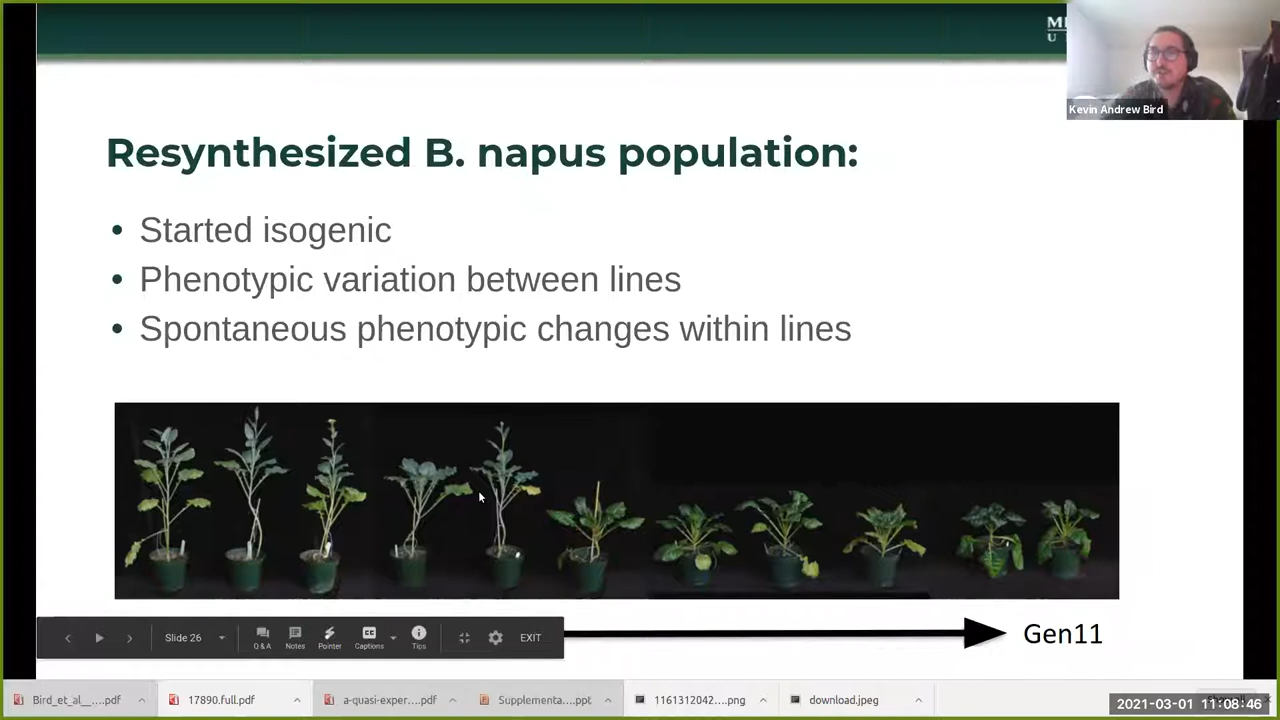 Kevin Andrew Bird
Resynthesized B. napus population:
• Started isogenic
• Phenotypic variation between lines
• Spontaneous phenotypic changes within lines
Slide 26
Q & A
Notes
Pointer
Captions
Tips
EXIT
Gen11
Bird_et_al__....pdf
17890.full.pdf
a-quasi-exper....pdf
Supplementa....ppt
1161312042....png
download.jpeg
2021-03-01 11:08:46